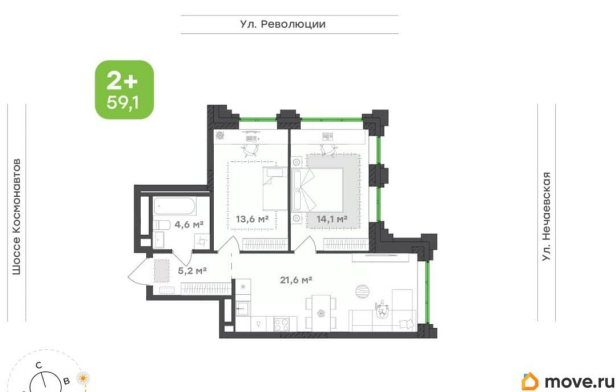 Ул. Революции
2+
59,1
Шоссе Космонавтов
Ул. Нечаевская
13,6 м²
14,1 м²
4,6 м²
5,2 м²
21,6 м²
С
В
move.ru